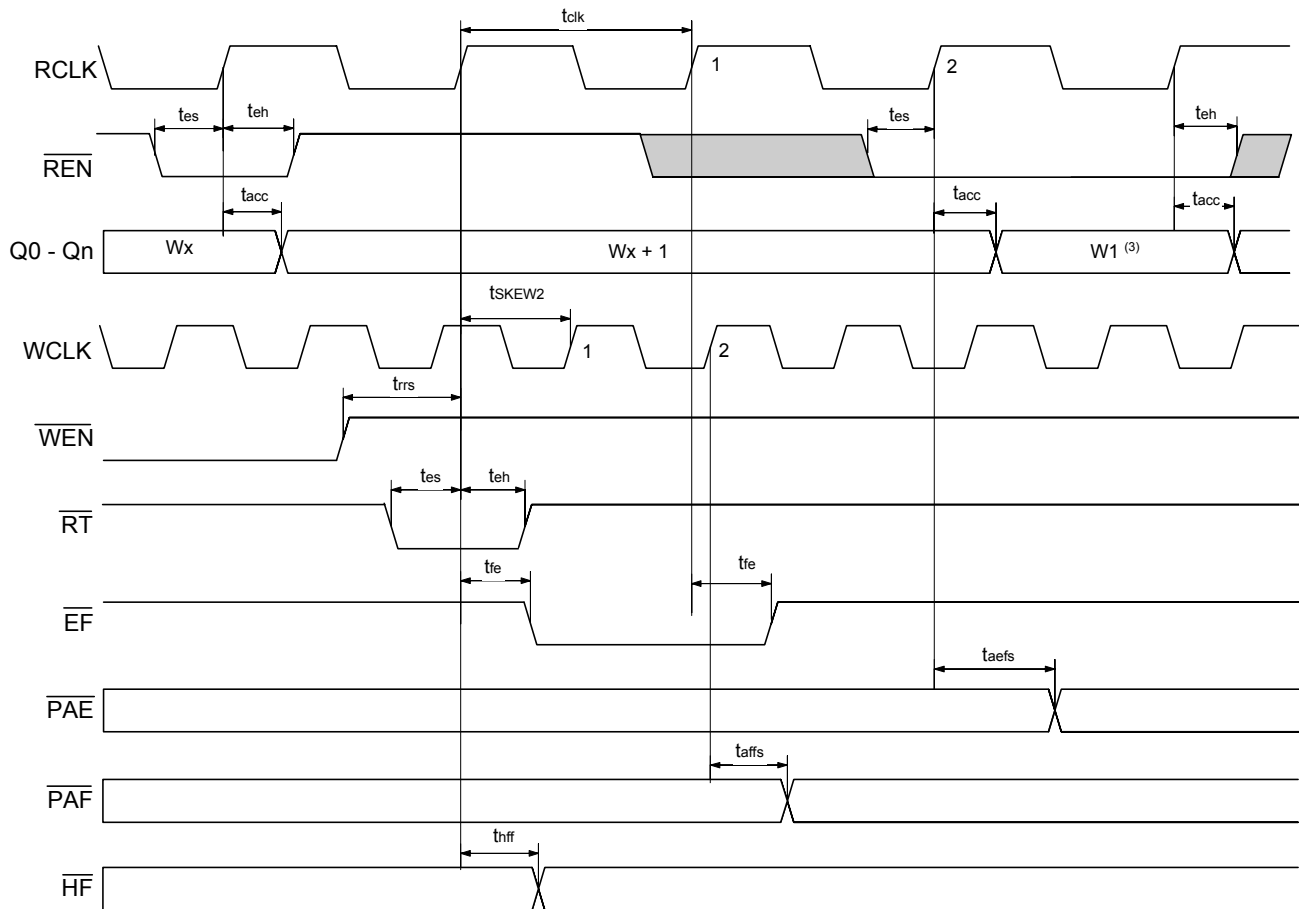 tclk
RCLK
1
2
tes
teh
tes
teh
REN
tacc
tacc
tacc
Q0 - Qn
Wx
Wx + 1
W1 (3)
tSKEW2
WCLK
1
2
trrs
WEN
tes
teh
RT
tfe
tfe
EF
taefs
PAE
taffs
PAF
thff
HF